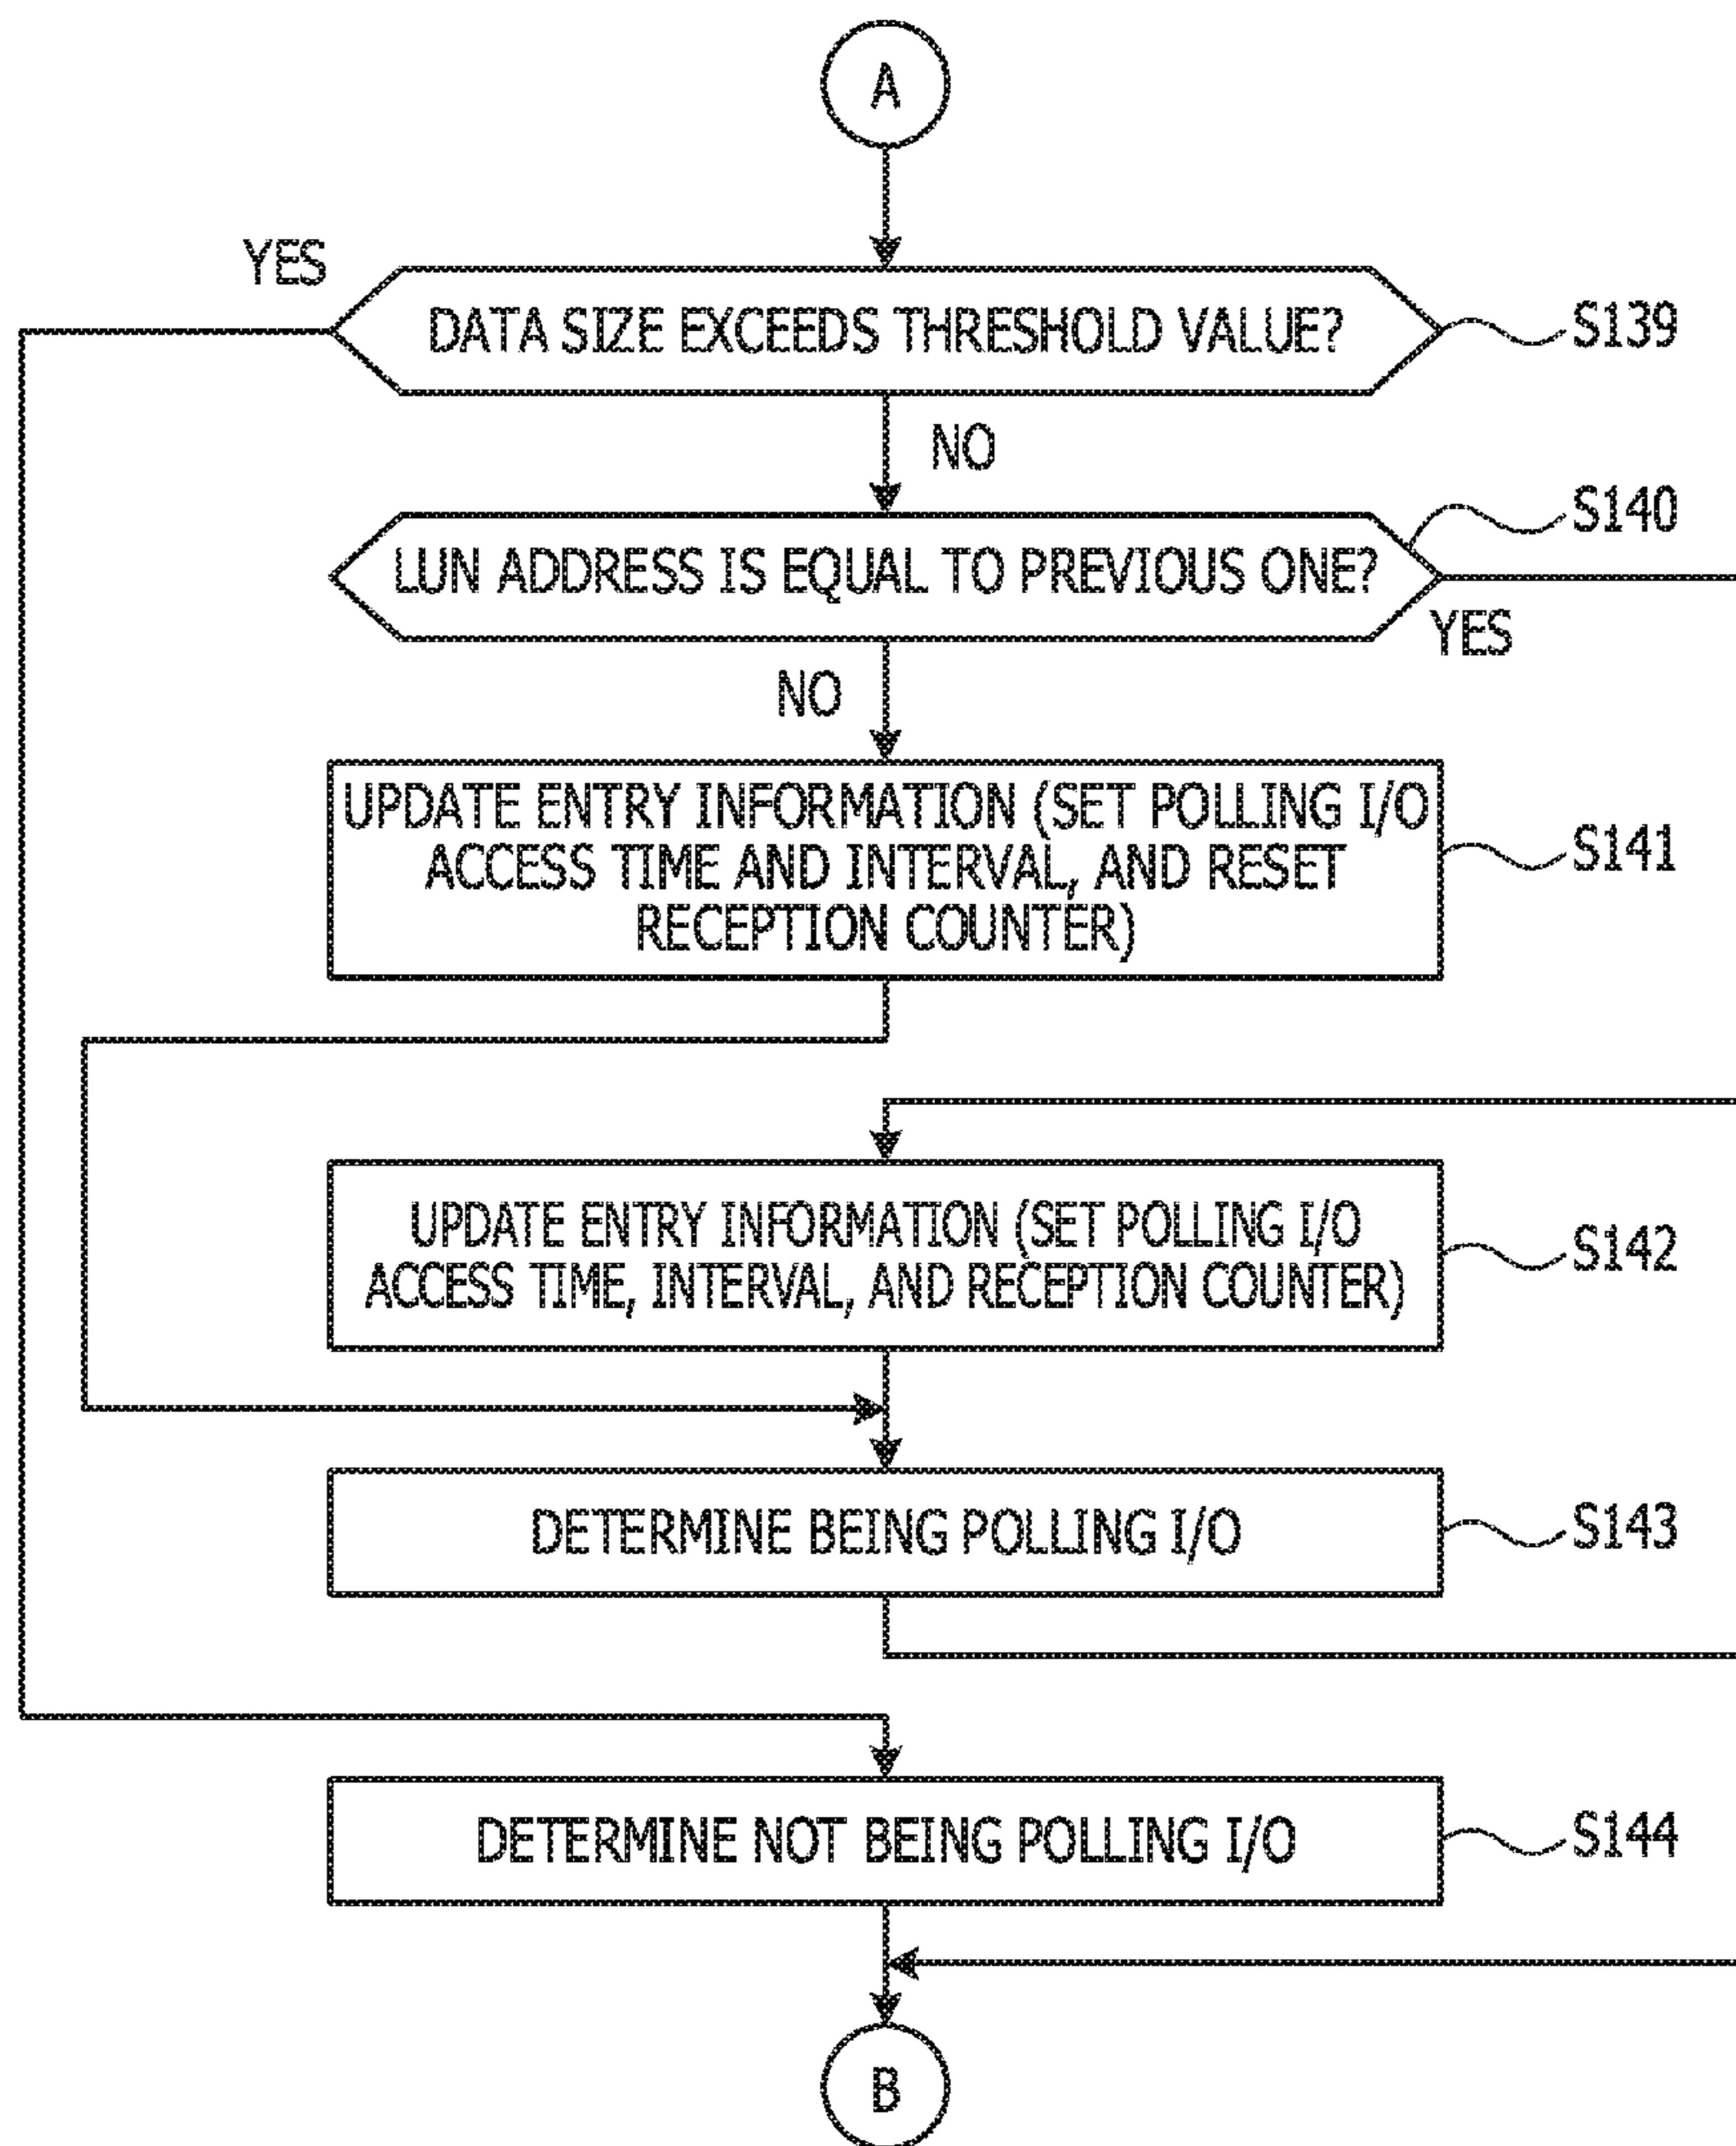 A
YES
DATA SIZE EXCEEDS THRESHOLD VALUE?
S139
NO
S140
LUN ADDRESS IS EQUAL TO PREVIOUS ONE?
YES
NO
UPDATE ENTRY INFORMATION (SET POLLING I/O
ACCESS TIME AND INTERVAL, AND RESET
RECEPTION COUNTER)
S141
UPDATE ENTRY INFORMATION (SET POLLING I/O
ACCESS TIME, INTERVAL, AND RECEPTION COUNTER)
S142
DETERMINE BEING POLLING I/O
S143
DETERMINE NOT BEING POLLING I/O
S144
B